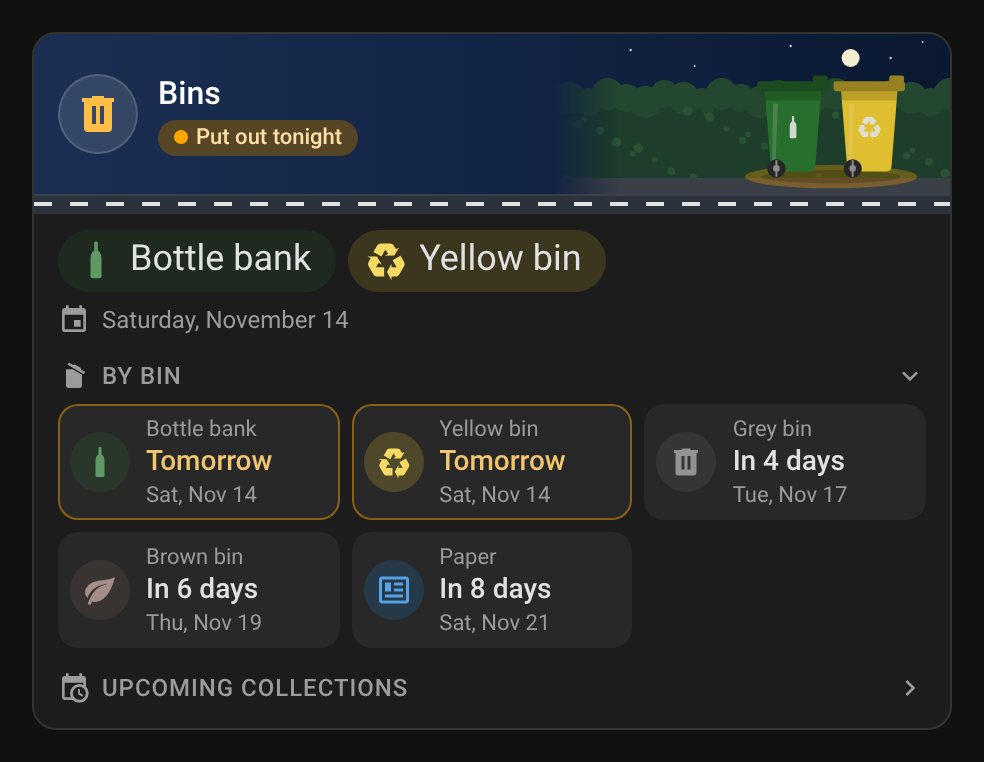 Bins
Put out tonight
Bottle bank
Yellow bin
Saturday, November 14
BY BIN
Bottle bank
Tomorrow
Sat, Nov 14
Yellow bin
Tomorrow
Sat, Nov 14
Grey bin
In 4 days
Tue, Nov 17
Brown bin
In 6 days
Thu, Nov 19
Paper
In 8 days
Sat, Nov 21
UPCOMING COLLECTIONS